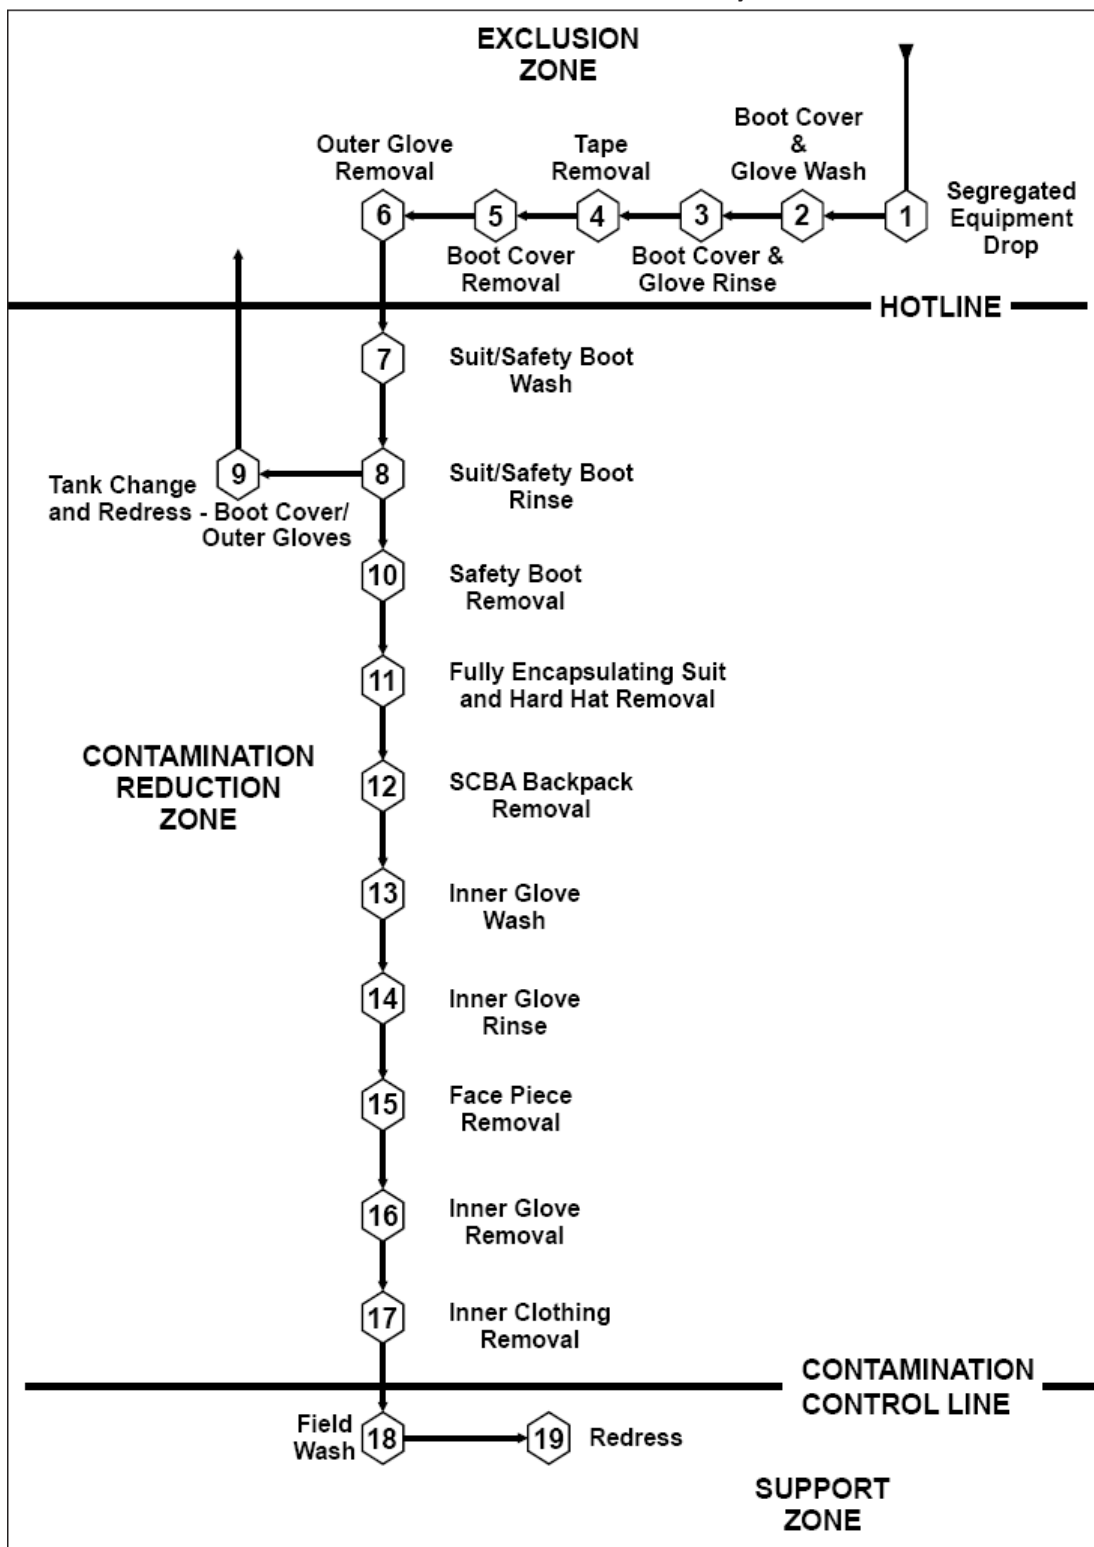 EXCLUSION
ZONE
Boot Cover
&
Glove Wash
Outer Glove
Removal
Tape
Removal
6
5
4
3
2
1
Segregated
Equipment
Drop
Boot Cover
Removal
Boot Cover &
Glove Rinse
HOTLINE
7
Suit/Safety Boot
Wash
9
8
Suit/Safety Boot
Rinse
Tank Change
and Redress - Boot Cover/
Outer Gloves
10
Safety Boot
Removal
11
Fully Encapsulating Suit
and Hard Hat Removal
CONTAMINATION
REDUCTION
ZONE
12
SCBA Backpack
Removal
13
Inner Glove
Wash
14
Inner Glove
Rinse
15
Face Piece
Removal
16
Inner Glove
Removal
17
Inner Clothing
Removal
CONTAMINATION
CONTROL LINE
Field
Wash
18
19
Redress
SUPPORT
ZONE